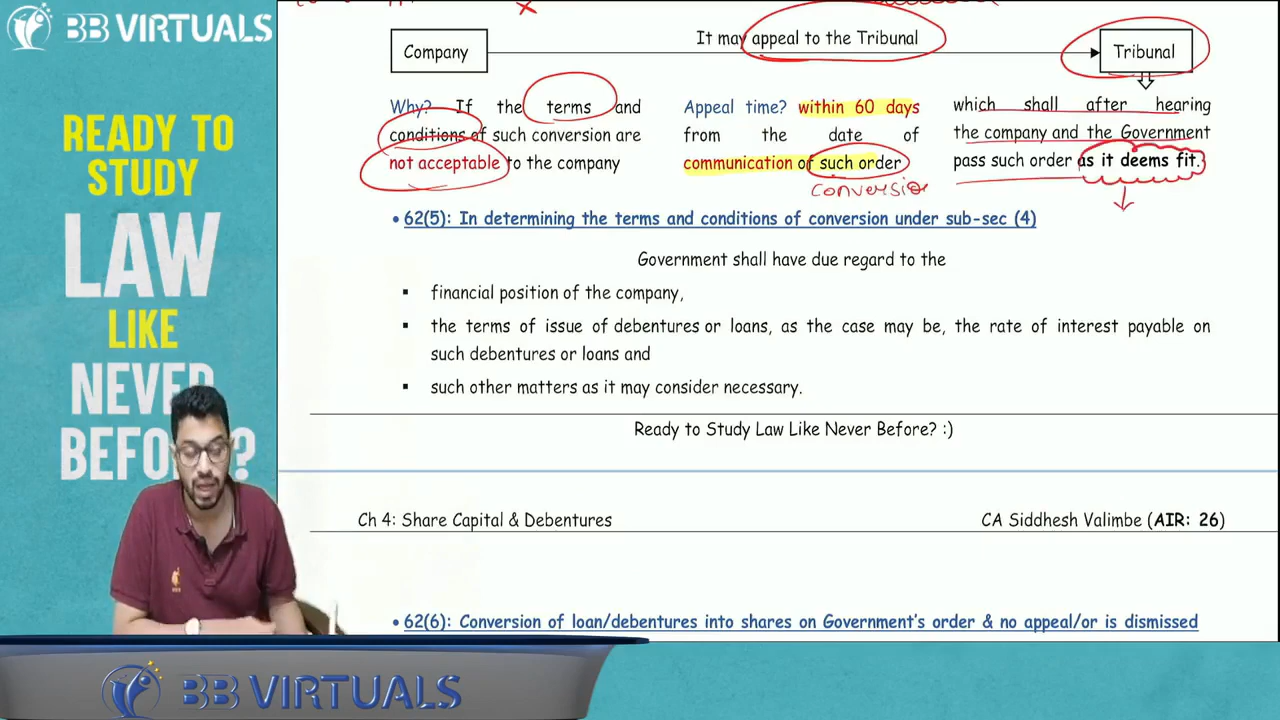 BB VIRTUALS
READY TO
STUDY
LAW
LIKE
NEVER
BEFO ?
Company
It may appeal to the Tribunal
Tribunal
Why? If the terms and
conditions of such conversion are
not acceptable to the company
Appeal time? within 60 days
from the date of
communication of such order
conversio
which shall after hearing
the company and the Government
pass such order as it deems fit.
• 62(5): In determining the terms and conditions of conversion under sub-sec (4)
Government shall have due regard to the
▪ financial position of the company,
▪ the terms of issue of debentures or loans, as the case may be, the rate of interest payable on
such debentures or loans and
▪ such other matters as it may consider necessary.
Ready to Study Law Like Never Before? :)
Ch 4: Share Capital & Debentures
CA Siddhesh Valimbe (AIR: 26)
• 62(6): Conversion of loan/debentures into shares on Government's order & no appeal/or is dismissed
BB VIRTUALS